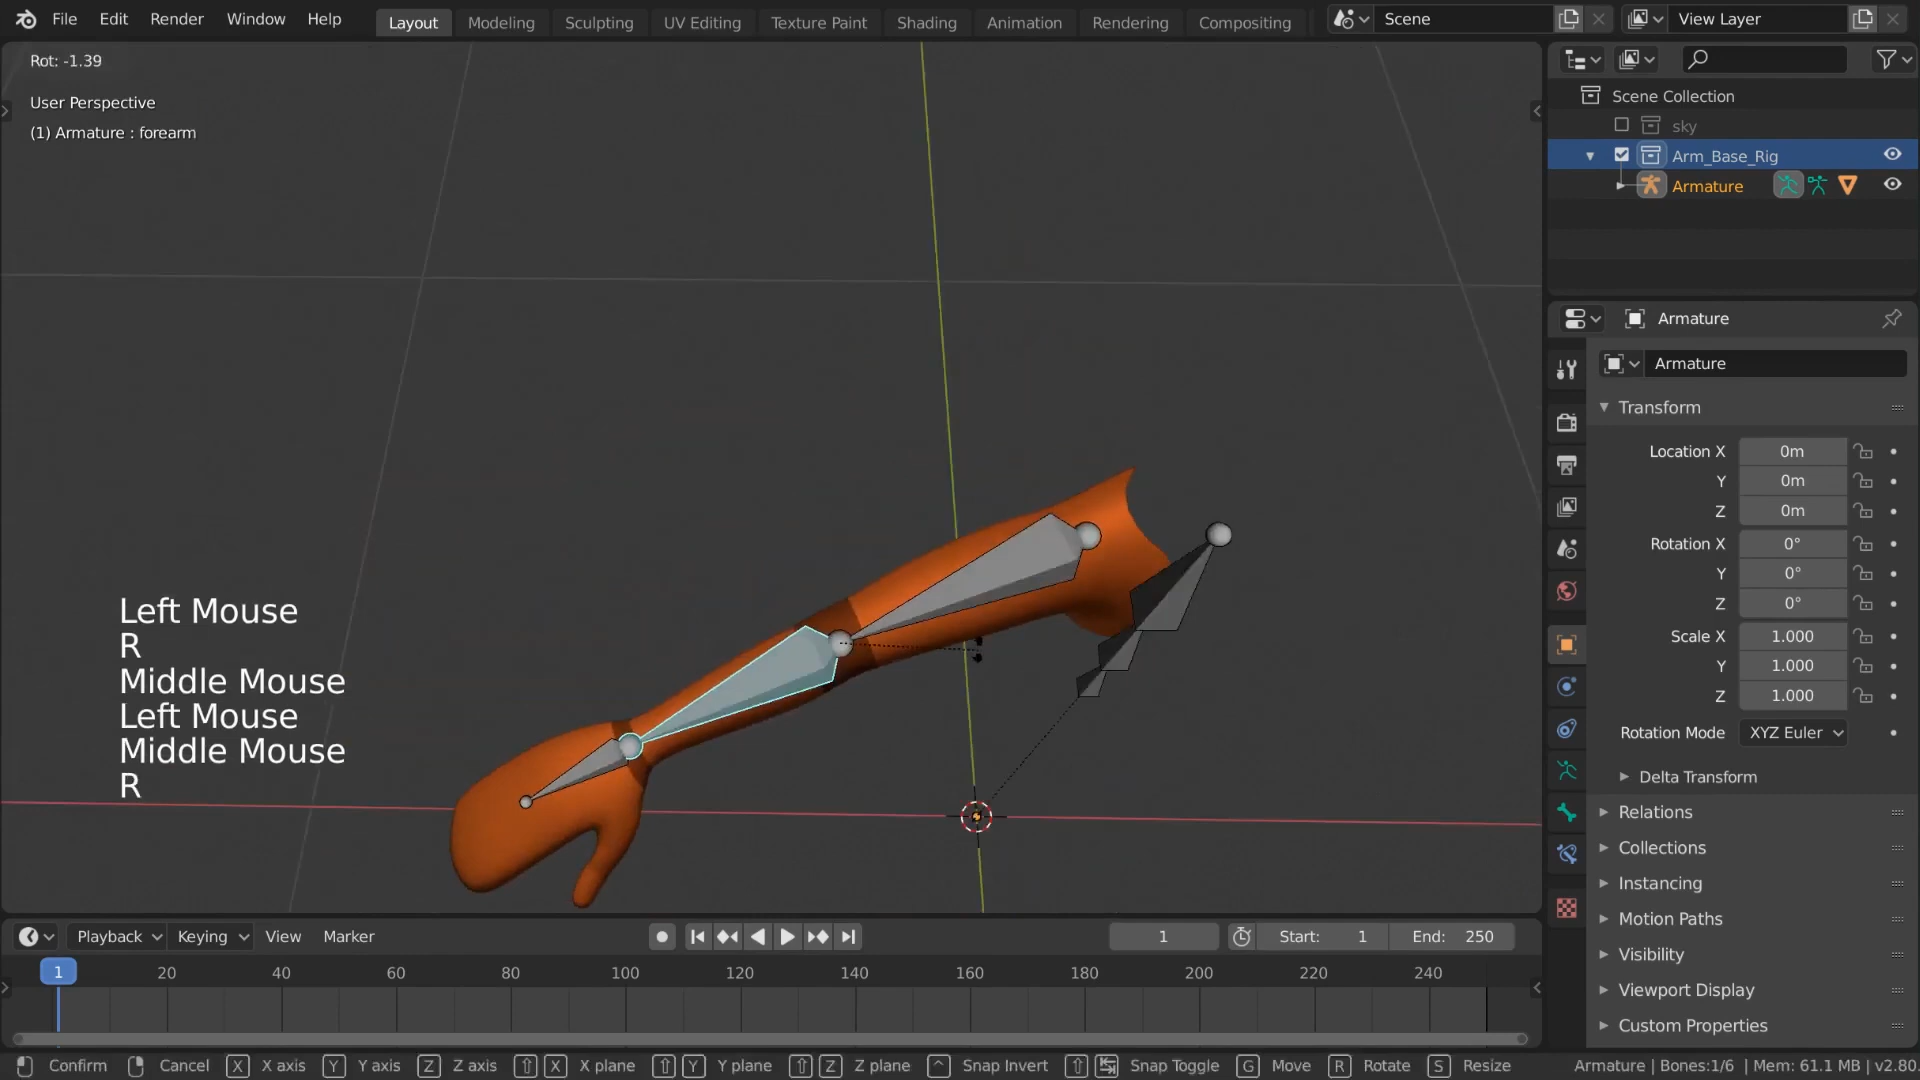 File Edit Render Window Help Layout Modeling Sculpting UV Editing Texture Paint Shading Animation Rendering Compositing Scene View Layer
Rot: -1.39
User Perspective
(1) Armature : forearm
Left Mouse
R
Middle Mouse
Left Mouse
Middle Mouse
R
Scene Collection
sky
Arm_Base_Rig
Armature
Armature
Armature
Transform
Location X 0m
Y 0m
Z 0m
Rotation X 0°
Y 0°
Z 0°
Scale X 1.000
Y 1.000
Z 1.000
Rotation Mode XYZ Euler
Delta Transform
Relations
Collections
Instancing
Motion Paths
Visibility
Viewport Display
Custom Properties
Playback Keying View Marker 1 Start: 1 End: 250
1 20 40 60 80 100 120 140 160 180 200 220 240
Confirm Cancel X X axis Y Y axis Z Z axis X X plane Y Y plane Z Z plane Snap Invert Snap Toggle G Move R Rotate S Resize Armature | Bones:1/6 | Mem: 61.1 MB | v2.80.